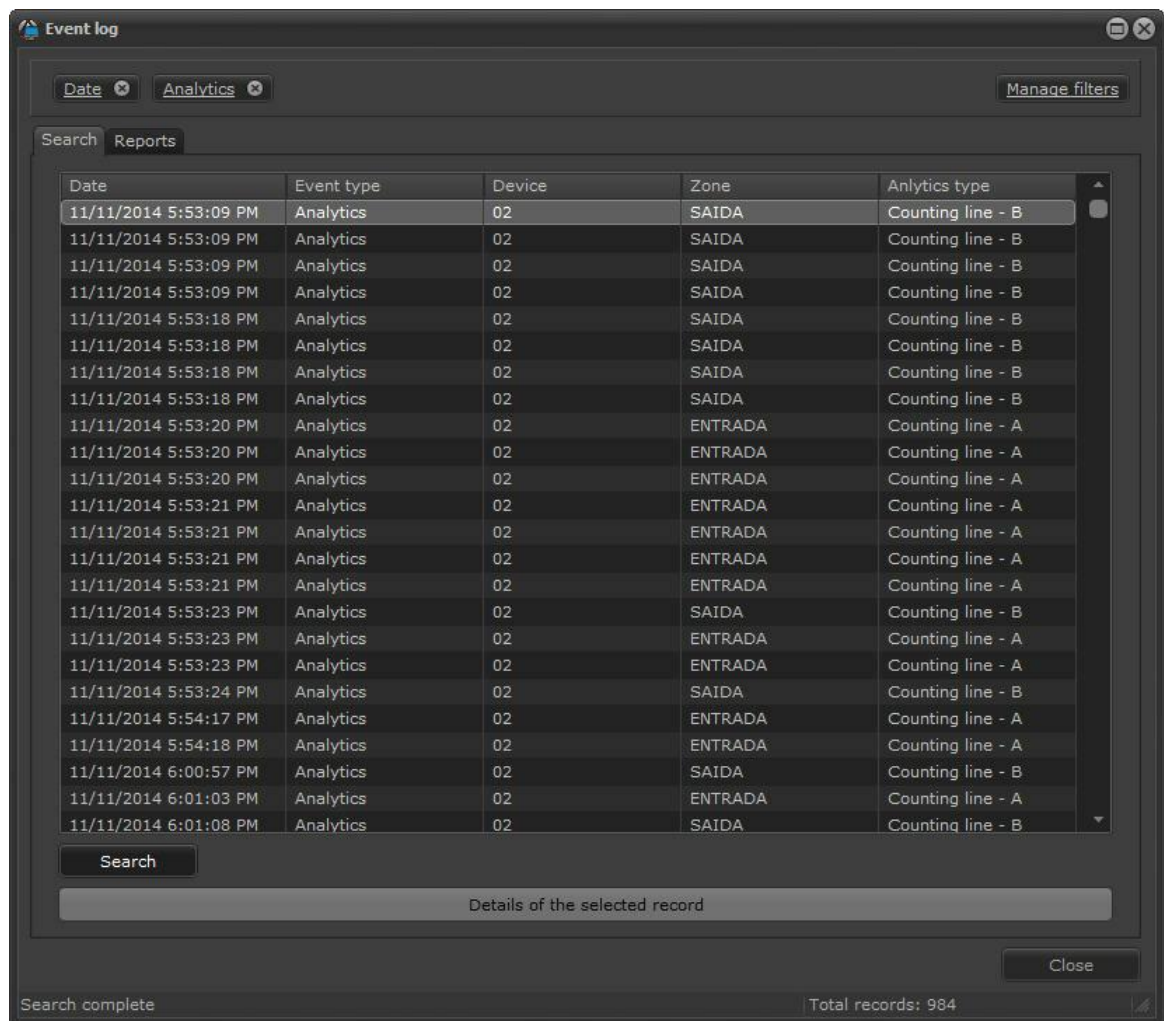 Event log
Date Analytics Manage filters
Search Reports
Date Event type Device Zone Anlytics type
11/11/2014 5:53:09 PM Analytics 02 SAIDA Counting line - B
11/11/2014 5:53:09 PM Analytics 02 SAIDA Counting line - B
11/11/2014 5:53:09 PM Analytics 02 SAIDA Counting line - B
11/11/2014 5:53:09 PM Analytics 02 SAIDA Counting line - B
11/11/2014 5:53:18 PM Analytics 02 SAIDA Counting line - B
11/11/2014 5:53:18 PM Analytics 02 SAIDA Counting line - B
11/11/2014 5:53:18 PM Analytics 02 SAIDA Counting line - B
11/11/2014 5:53:18 PM Analytics 02 SAIDA Counting line - B
11/11/2014 5:53:20 PM Analytics 02 ENTRADA Counting line - A
11/11/2014 5:53:20 PM Analytics 02 ENTRADA Counting line - A
11/11/2014 5:53:20 PM Analytics 02 ENTRADA Counting line - A
11/11/2014 5:53:21 PM Analytics 02 ENTRADA Counting line - A
11/11/2014 5:53:21 PM Analytics 02 ENTRADA Counting line - A
11/11/2014 5:53:21 PM Analytics 02 ENTRADA Counting line - A
11/11/2014 5:53:21 PM Analytics 02 ENTRADA Counting line - A
11/11/2014 5:53:23 PM Analytics 02 SAIDA Counting line - B
11/11/2014 5:53:23 PM Analytics 02 ENTRADA Counting line - A
11/11/2014 5:53:23 PM Analytics 02 ENTRADA Counting line - A
11/11/2014 5:53:24 PM Analytics 02 SAIDA Counting line - B
11/11/2014 5:54:17 PM Analytics 02 ENTRADA Counting line - A
11/11/2014 5:54:18 PM Analytics 02 ENTRADA Counting line - A
11/11/2014 6:00:57 PM Analytics 02 SAIDA Counting line - B
11/11/2014 6:01:03 PM Analytics 02 ENTRADA Counting line - A
11/11/2014 6:01:08 PM Analytics 02 SAIDA Counting line - B
Search
Details of the selected record
Close
Search complete Total records: 984